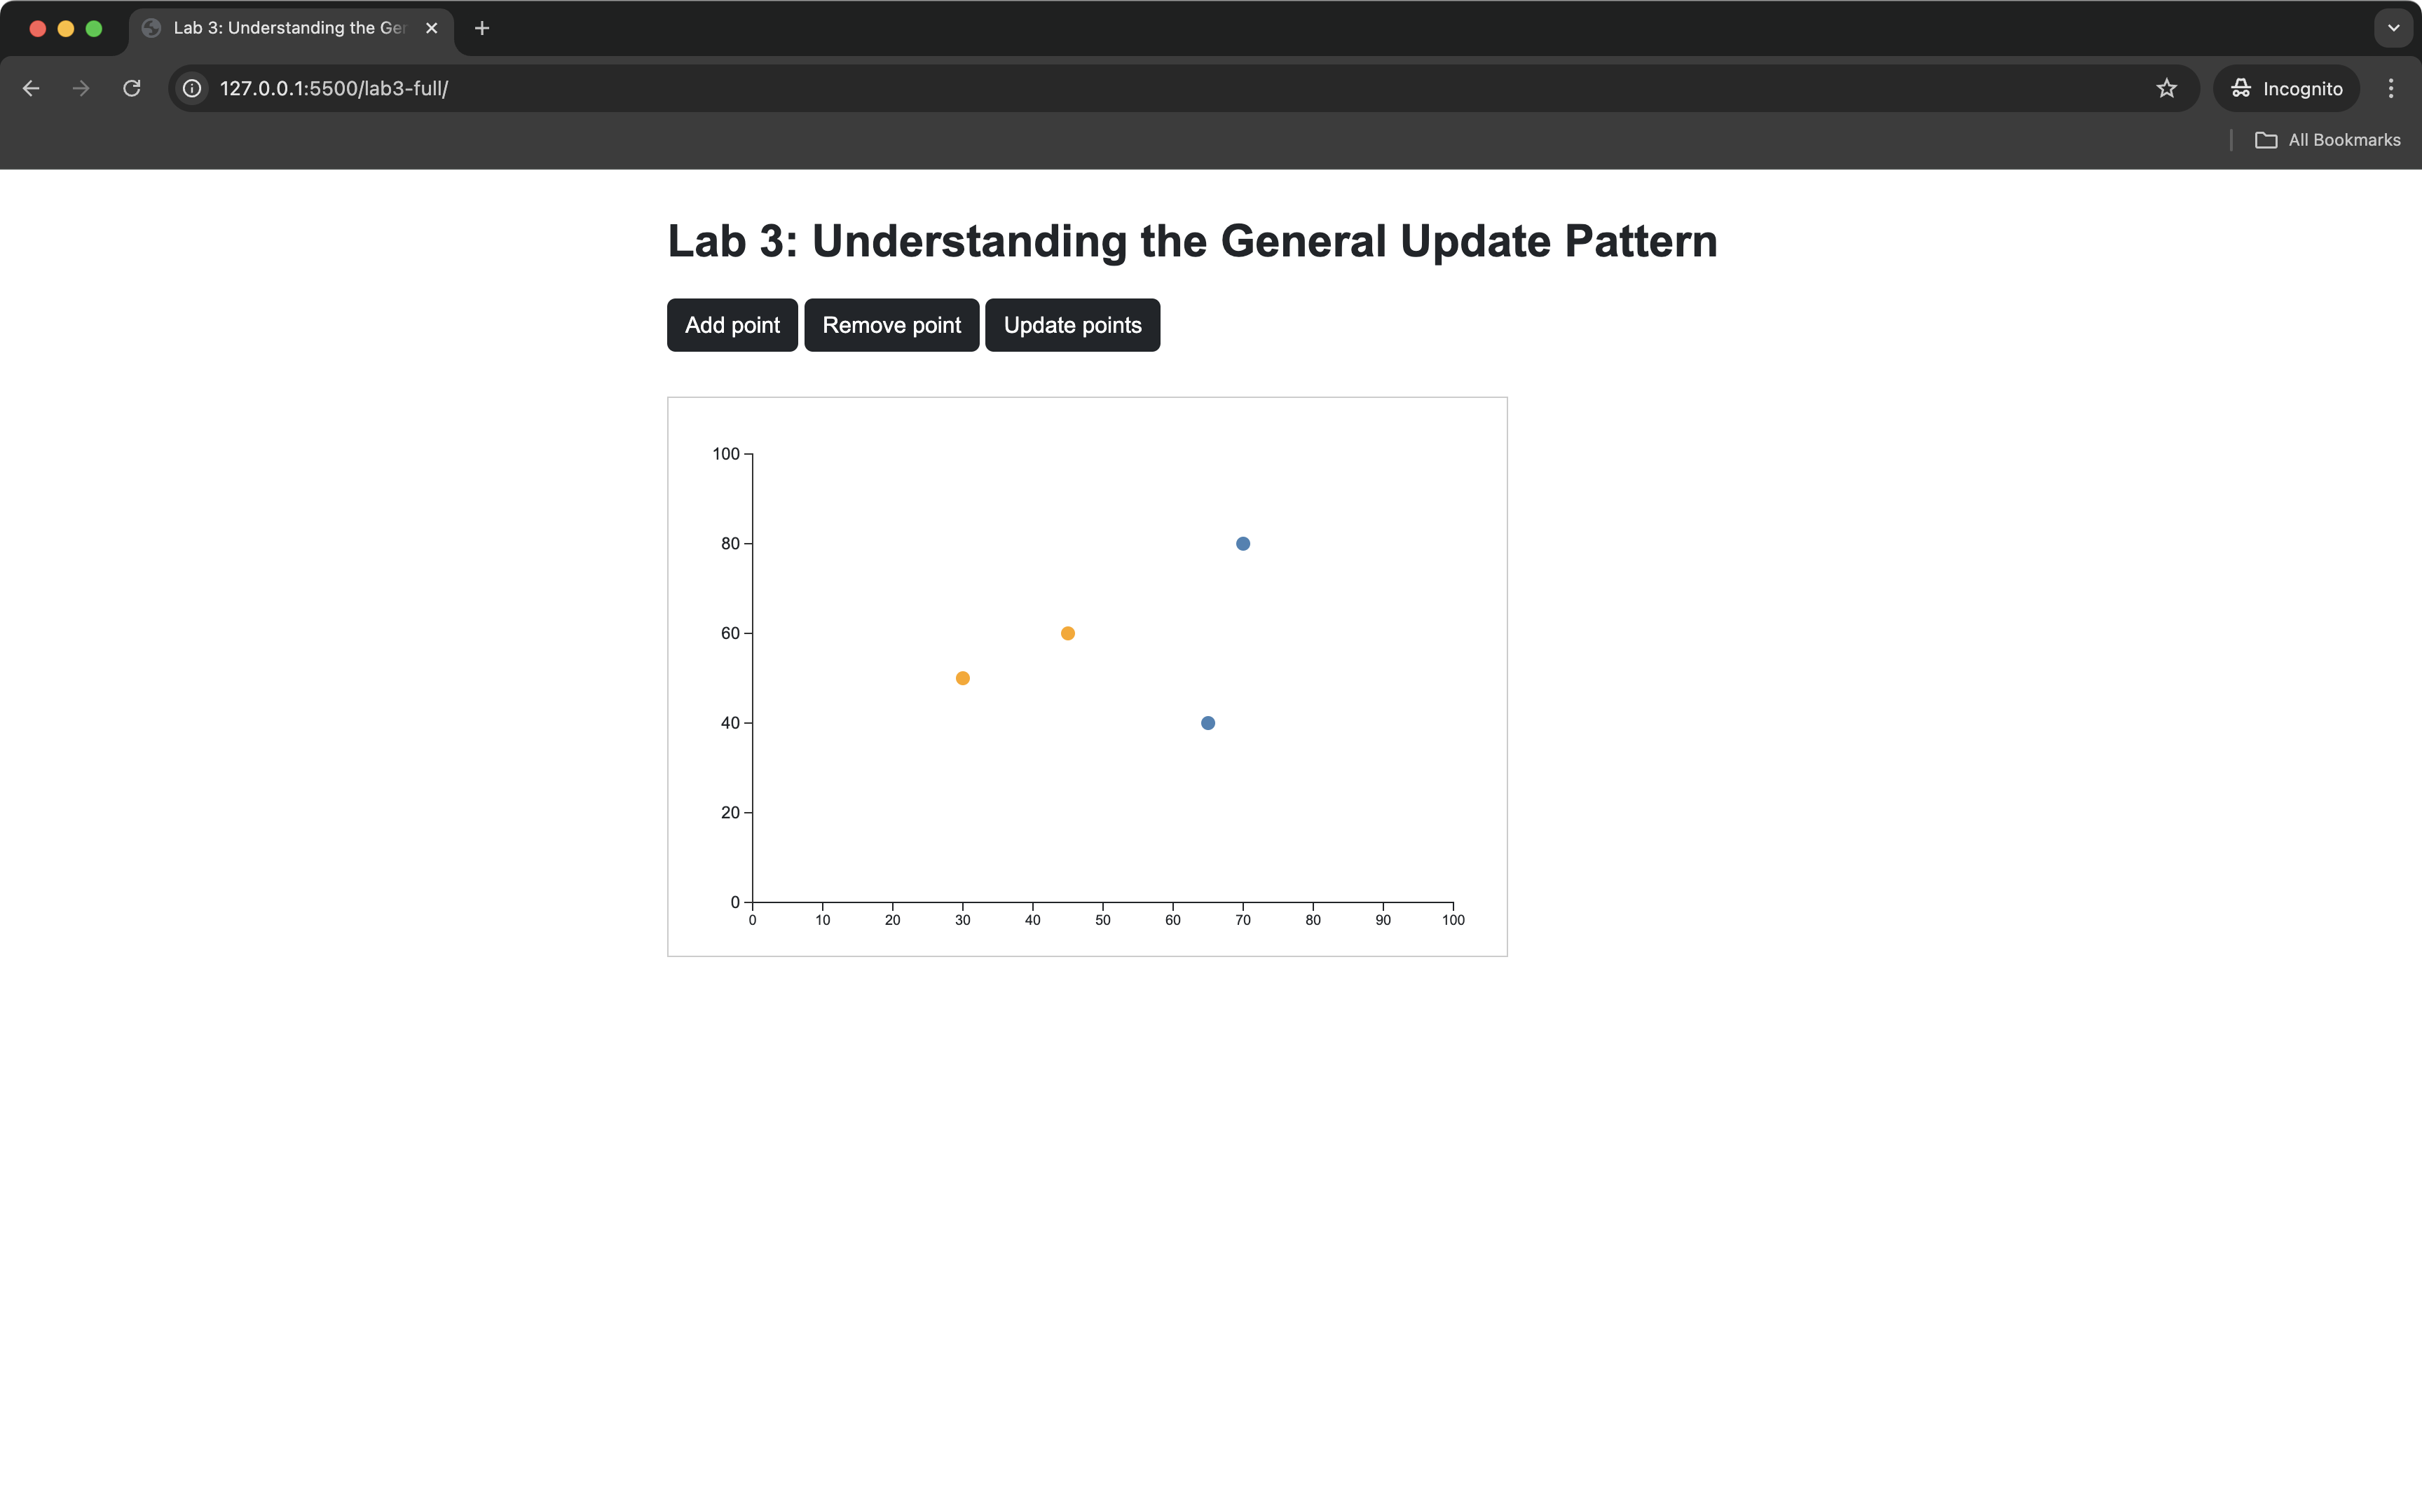 Lab 3: Understanding the Ger
127.0.0.1:5500/lab3-full/
Incognito
All Bookmarks
Lab 3: Understanding the General Update Pattern
Add point Remove point Update points
100
80
60
40
20
0
0 10 20 30 40 50 60 70 80 90 100